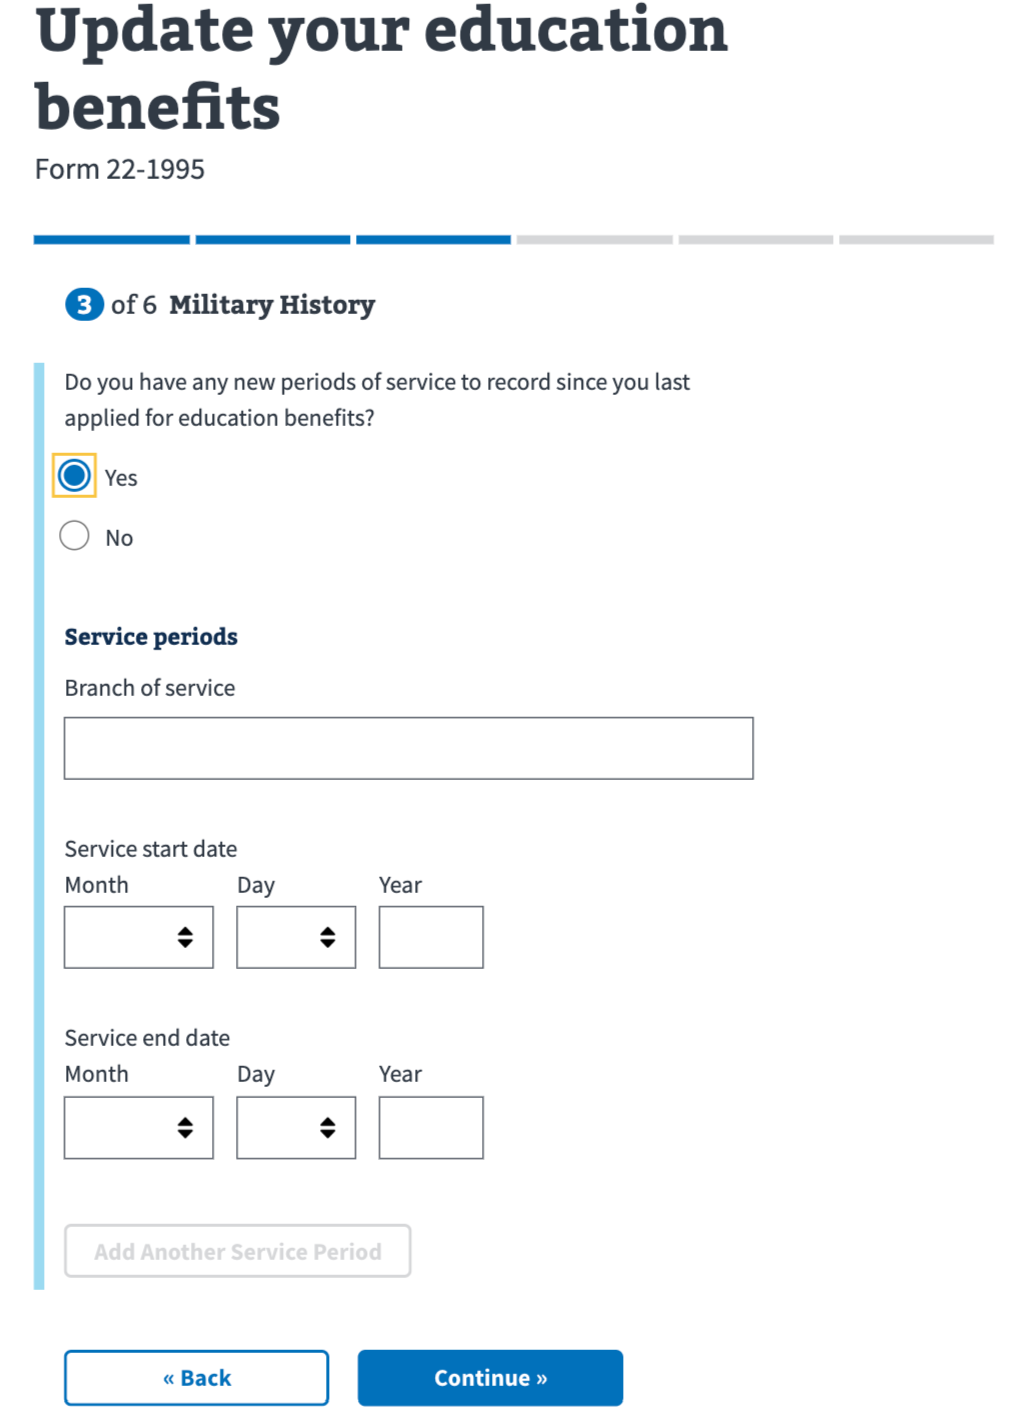 Update your education
benefits
Form 22-1995
3 of 6 Military History
Do you have any new periods of service to record since you last
applied for education benefits?
Yes
No
Service periods
Branch of service
Service start date
Month Day Year
Service end date
Month Day Year
Add Another Service Period
« Back Continue »